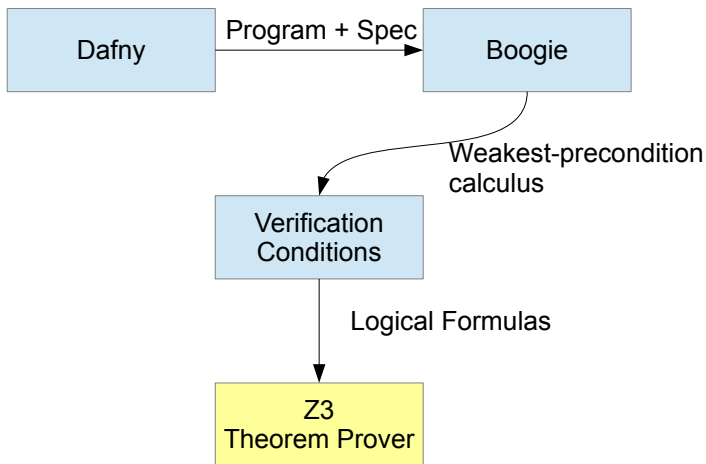 Dafny
Program + Spec
Boogie
Weakest-precondition
calculus
Verification
Conditions
Logical Formulas
Z3
Theorem Prover